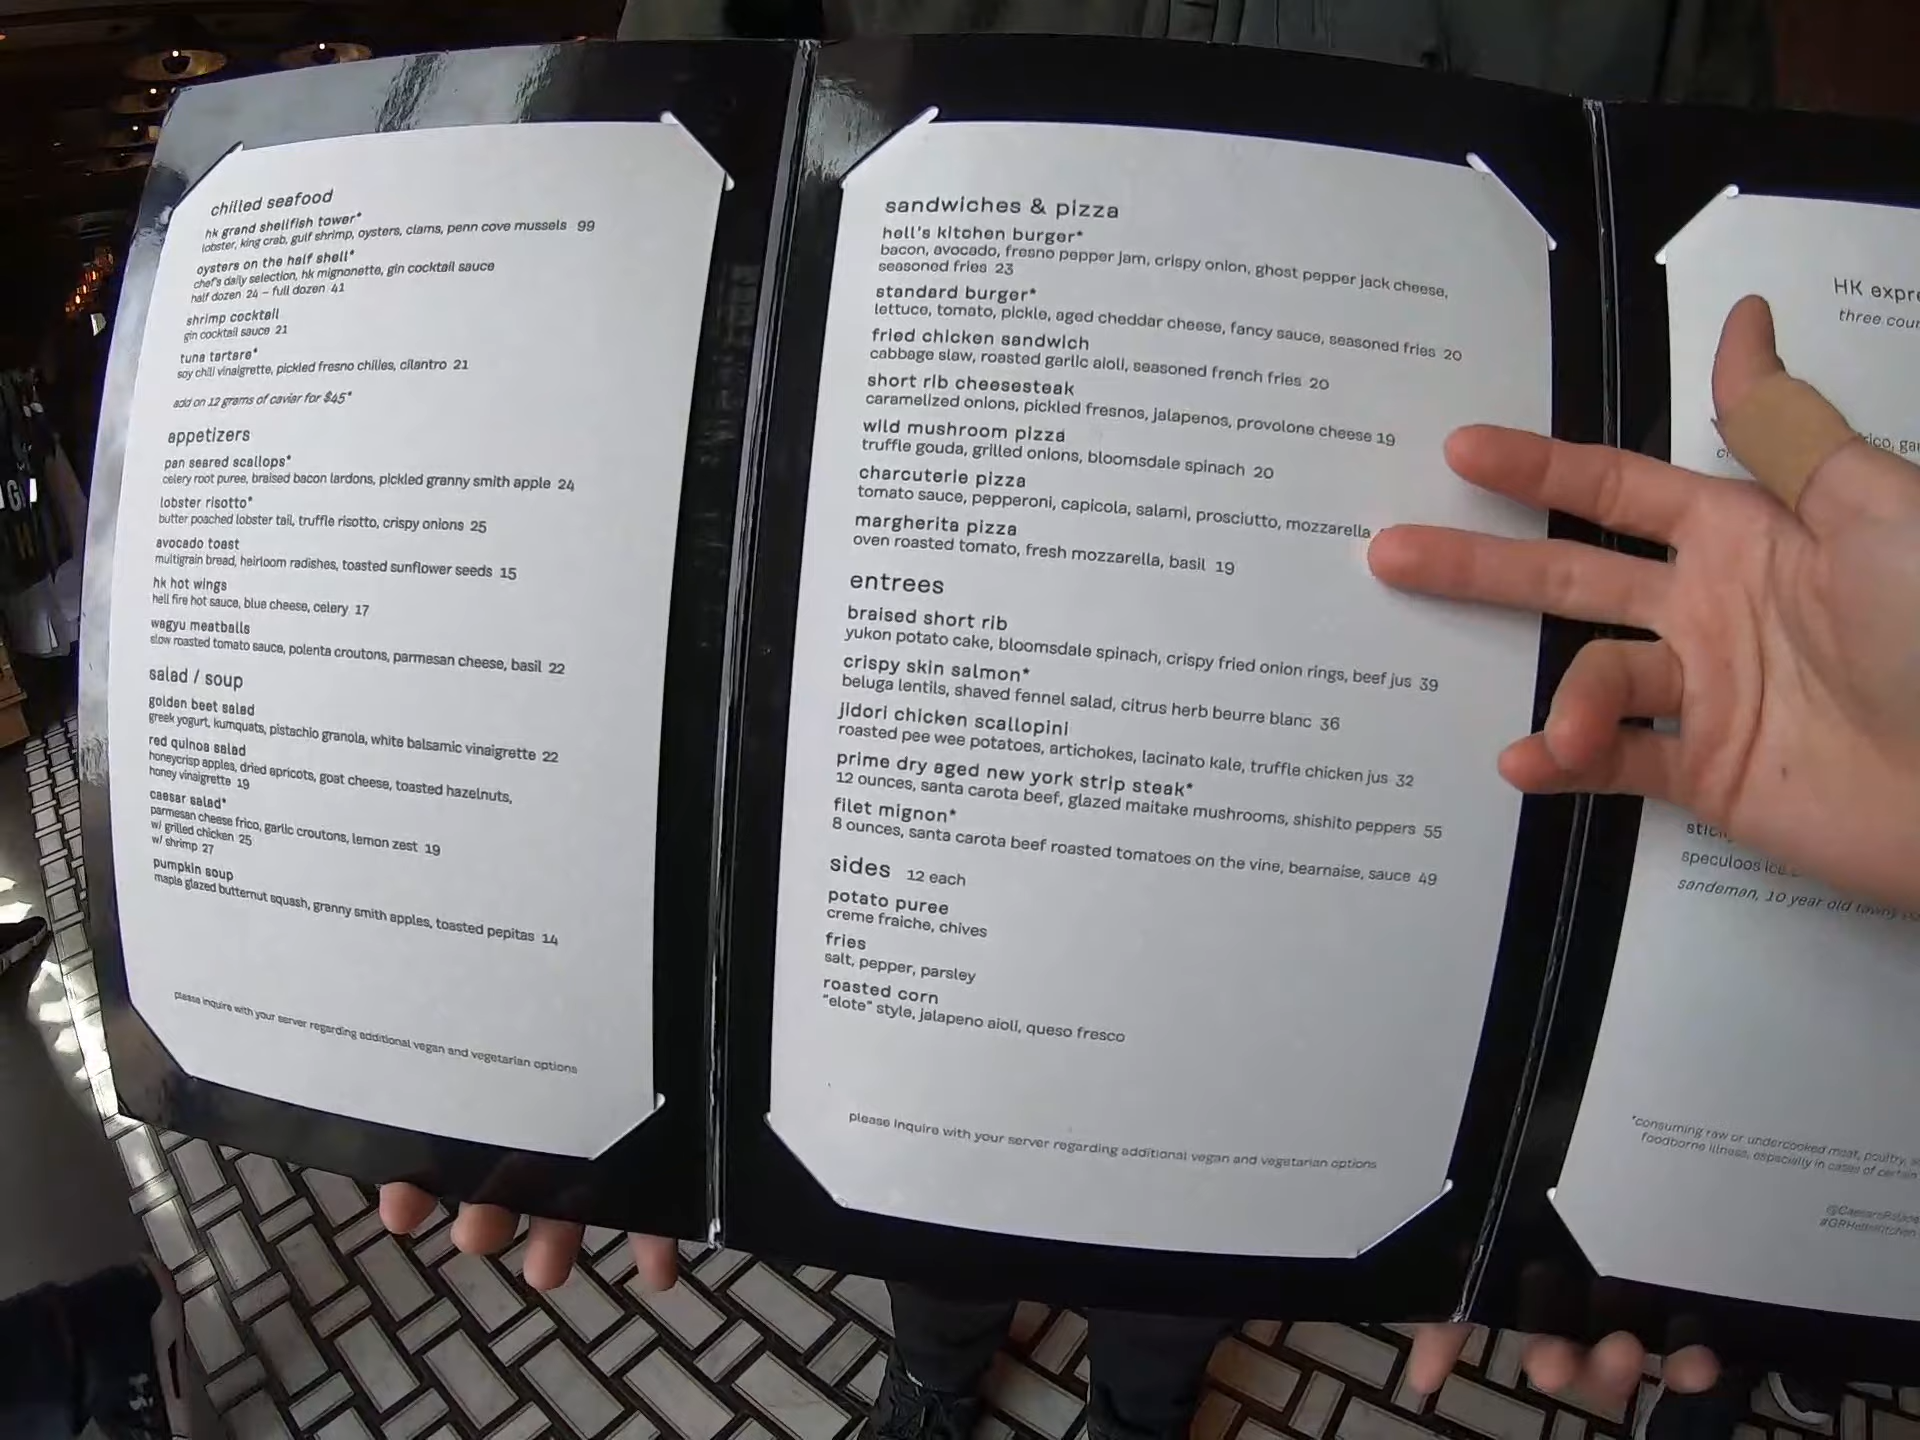 chilled seafood
hk grand shellfish tower*
lobster, king crab, gulf shrimp, oysters, clams, penn cove mussels 99
oysters on the half shell*
chef's daily selection, hk mignonette, gin cocktail sauce
half dozen 24 – full dozen 41
shrimp cocktail
gin cocktail sauce 21
tuna tartare*
soy chili vinaigrette, pickled fresno chilies, cilantro 21
add on 12 grams of caviar for $45*
appetizers
pan seared scallops*
celery root puree, braised bacon lardons, pickled granny smith apple 24
lobster risotto*
butter poached lobster tail, truffle risotto, crispy onions 25
avocado toast
multigrain bread, heirloom radishes, toasted sunflower seeds 15
hk hot wings
hell fire hot sauce, blue cheese, celery 17
wagyu meatballs
slow roasted tomato sauce, polenta croutons, parmesan cheese, basil 22
salad / soup
golden beet salad
greek yogurt, kumquats, pistachio granola, white balsamic vinaigrette 22
red quinoa salad
honeycrisp apples, dried apricots, goat cheese, toasted hazelnuts,
honey vinaigrette 19
caesar salad*
parmesan cheese frico, garlic croutons, lemon zest 19
w/ grilled chicken 25
w/ shrimp 27
pumpkin soup
maple glazed butternut squash, granny smith apples, toasted pepitas 14
please inquire with your server regarding additional vegan and vegetarian options
sandwiches & pizza
hell's kitchen burger*
bacon, avocado, fresno pepper jam, crispy onion, ghost pepper jack cheese,
seasoned fries 23
standard burger*
lettuce, tomato, pickle, aged cheddar cheese, fancy sauce, seasoned fries 20
fried chicken sandwich
cabbage slaw, roasted garlic aioli, seasoned french fries 20
short rib cheesesteak
caramelized onions, pickled fresnos, jalapenos, provolone cheese 19
wild mushroom pizza
truffle gouda, grilled onions, bloomsdale spinach 20
charcuterie pizza
tomato sauce, pepperoni, capicola, salami, prosciutto, mozzarella
margherita pizza
oven roasted tomato, fresh mozzarella, basil 19
entrees
braised short rib
yukon potato cake, bloomsdale spinach, crispy fried onion rings, beef jus 39
crispy skin salmon*
beluga lentils, shaved fennel salad, citrus herb beurre blanc 36
jidori chicken scallopini
roasted pee wee potatoes, artichokes, lacinato kale, truffle chicken jus 32
prime dry aged new york strip steak*
12 ounces, santa carota beef, glazed maitake mushrooms, shishito peppers 55
filet mignon*
8 ounces, santa carota beef roasted tomatoes on the vine, bearnaise, sauce 49
sides 12 each
potato puree
creme fraiche, chives
fries
salt, pepper, parsley
roasted corn
"elote" style, jalapeno aioli, queso fresco
please inquire with your server regarding additional vegan and vegetarian options
HK expre
three cour
speculoos ice
sandeman, 10 year old tawny
*consuming raw or undercooked meat, poultry,
foodborne illness, especially in cases of certain
@CaesarsPalace
#GRHellsKitchen